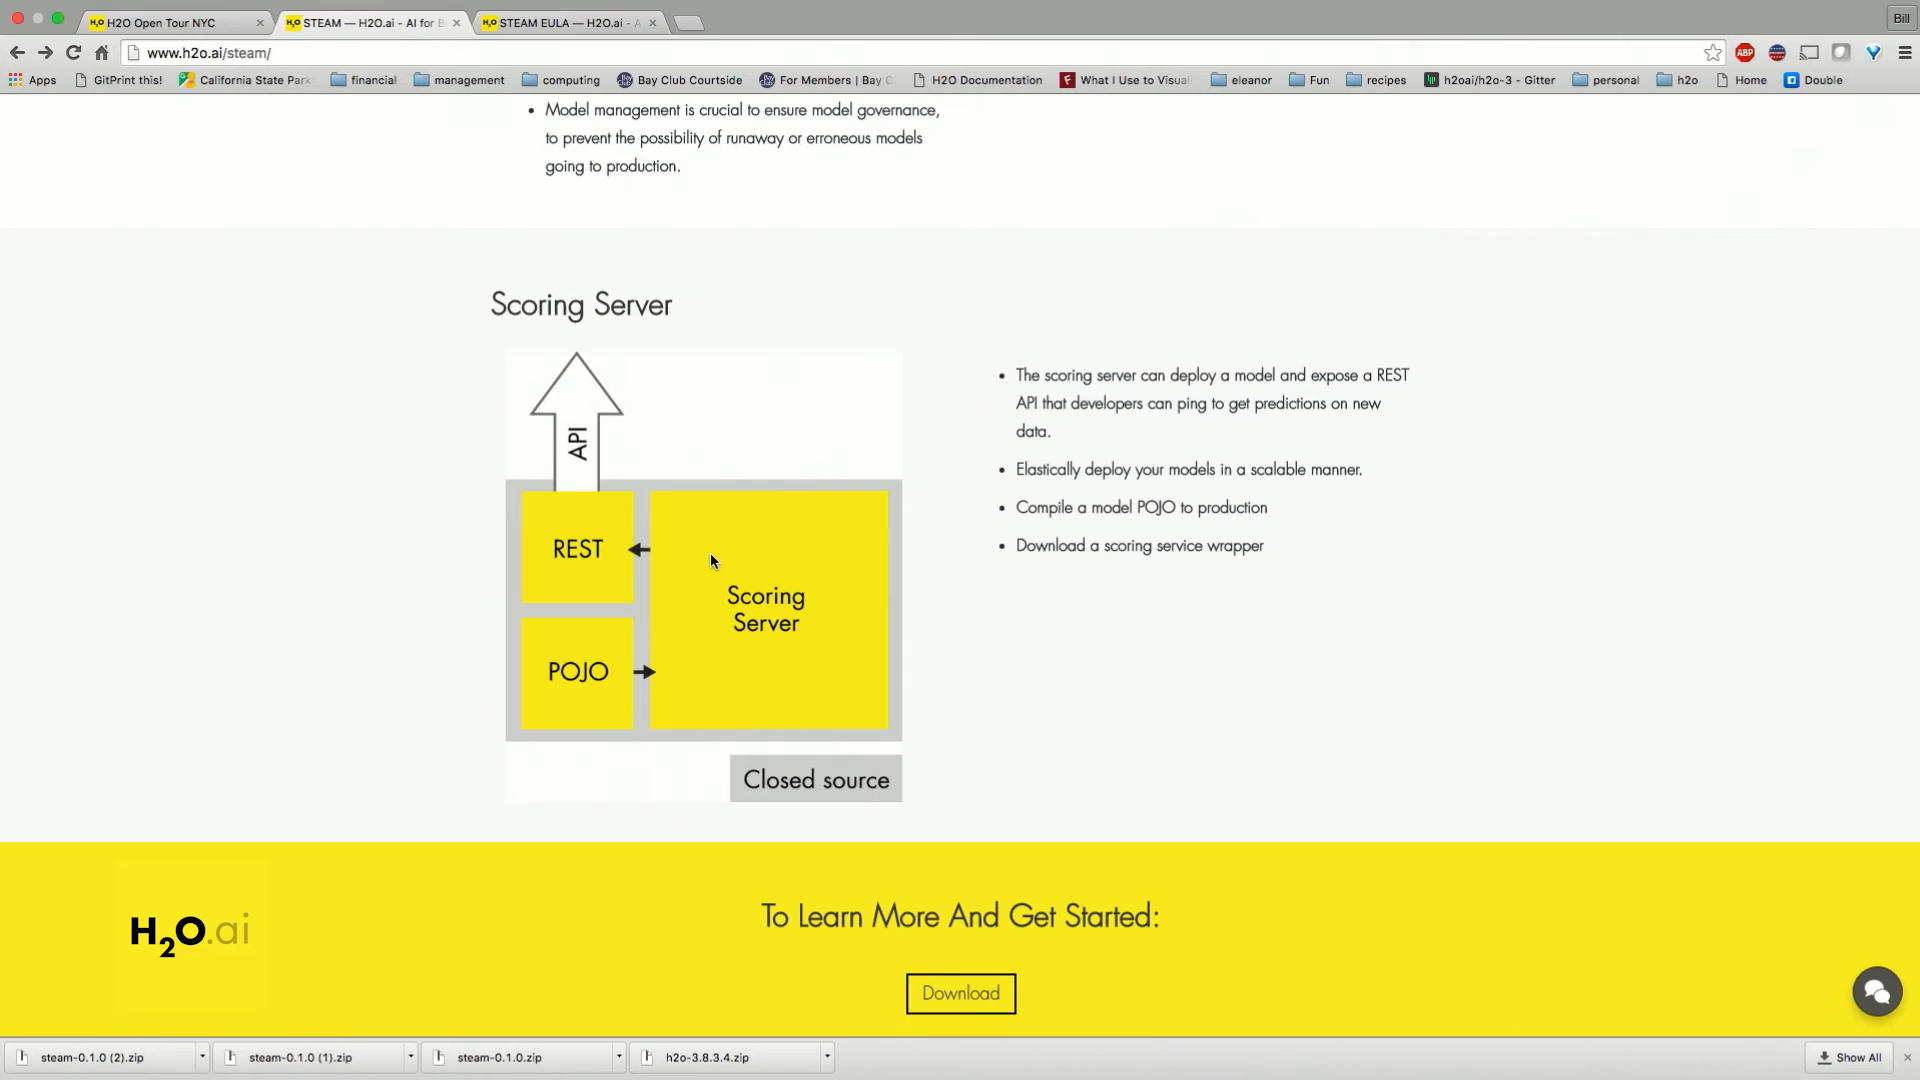 H2O Open Tour NYC
STEAM — H2O.ai - AI for B
STEAM EULA — H2O.ai - A
Bill
www.h2o.ai/steam/
ABP
Apps
GitPrint this!
California State Park
financial
management
computing
Bay Club Courtside
For Members | Bay C
H2O Documentation
What I Use to Visual
eleanor
Fun
recipes
h2oai/h2o-3 - Gitter
personal
h2o
Home
Double
• Model management is crucial to ensure model governance,
to prevent the possibility of runaway or erroneous models
going to production.
Scoring Server
API
REST
POJO
Scoring
Server
Closed source
• The scoring server can deploy a model and expose a REST
API that developers can ping to get predictions on new
data.
• Elastically deploy your models in a scalable manner.
• Compile a model POJO to production
• Download a scoring service wrapper
H2O.ai
To Learn More And Get Started:
Download
steam-0.1.0 (2).zip
steam-0.1.0 (1).zip
steam-0.1.0.zip
h2o-3.8.3.4.zip
Show All